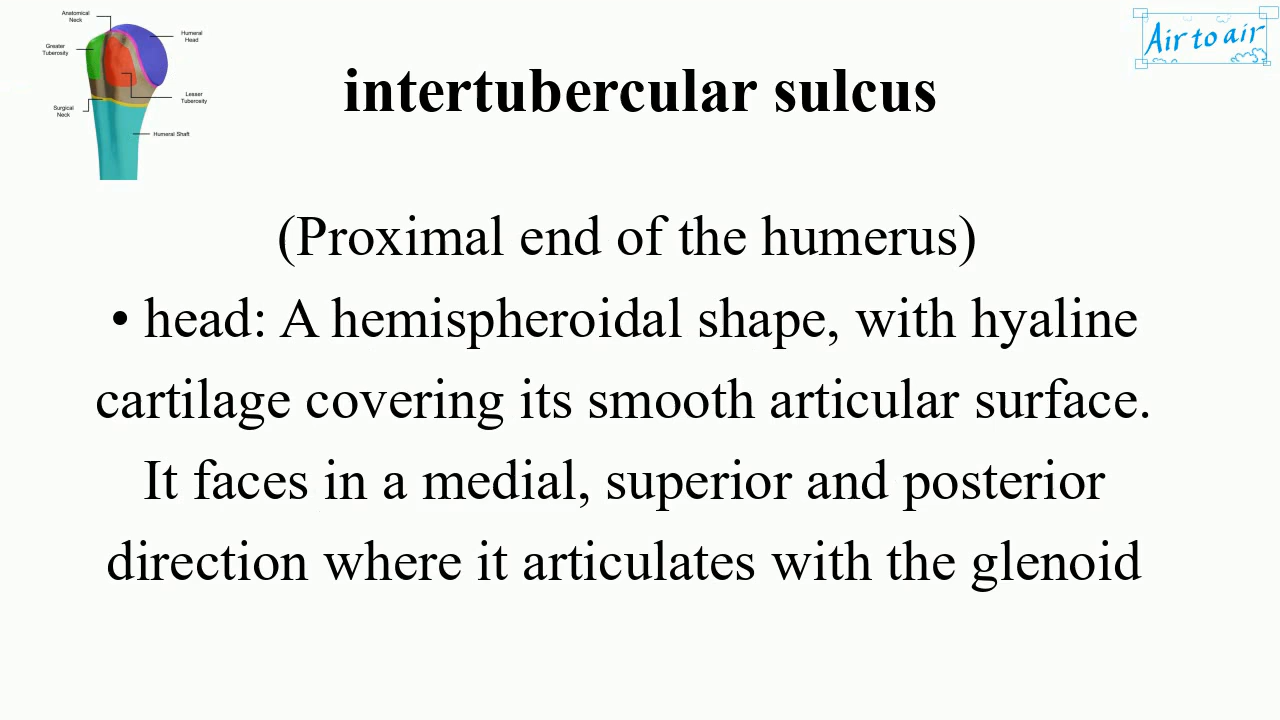 Anatomical
Neck
Humeral
Head
Greater
Tuberosity
Lesser
Tuberosity
Surgical
Neck
Humeral Shaft
Air to air
intertubercular sulcus
(Proximal end of the humerus)
• head: A hemispheroidal shape, with hyaline
cartilage covering its smooth articular surface.
It faces in a medial, superior and posterior
direction where it articulates with the glenoid